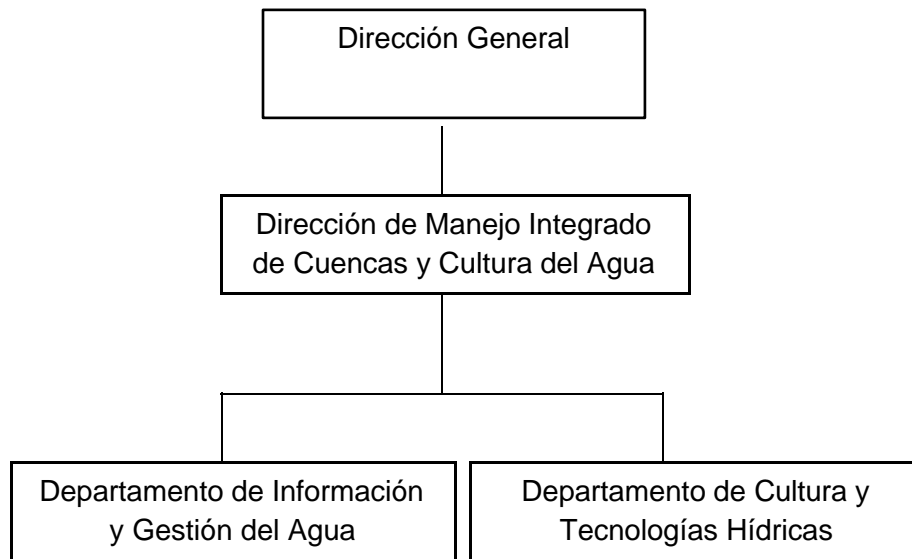 Dirección General
Dirección de Manejo Integrado
de Cuencas y Cultura del Agua
Departamento de Información
y Gestión del Agua
Departamento de Cultura y
Tecnologías Hídricas